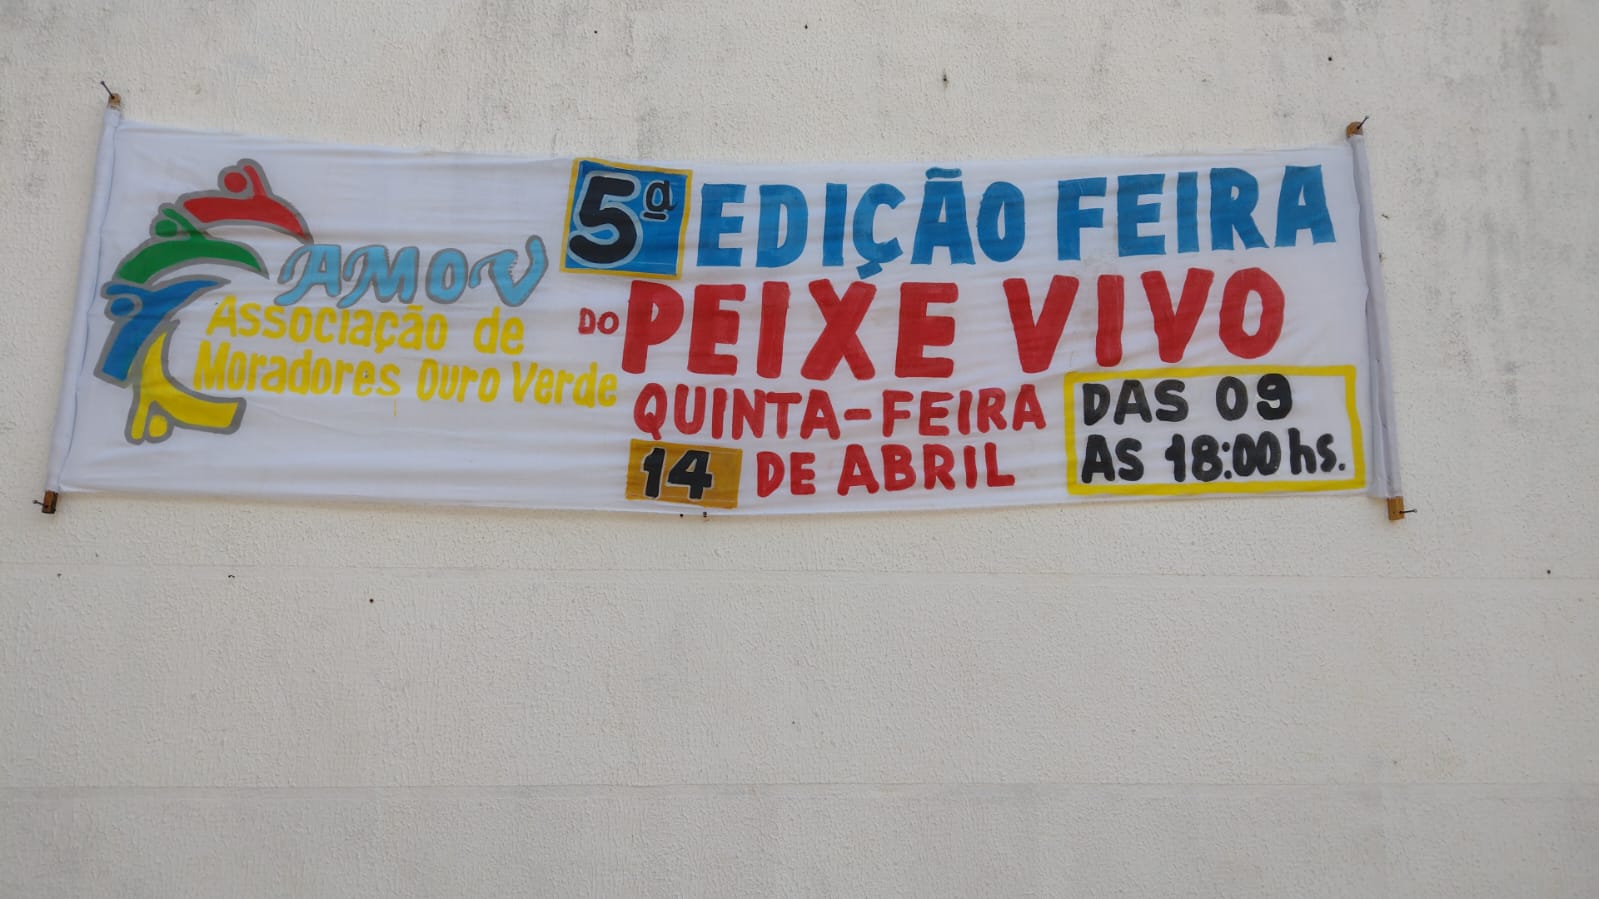 AMOV
Associação de
Moradores Ouro Verde
5ª EDIÇÃO FEIRA
DO PEIXE VIVO
QUINTA-FEIRA
14 DE ABRIL
DAS 09
AS 18:00 hs.